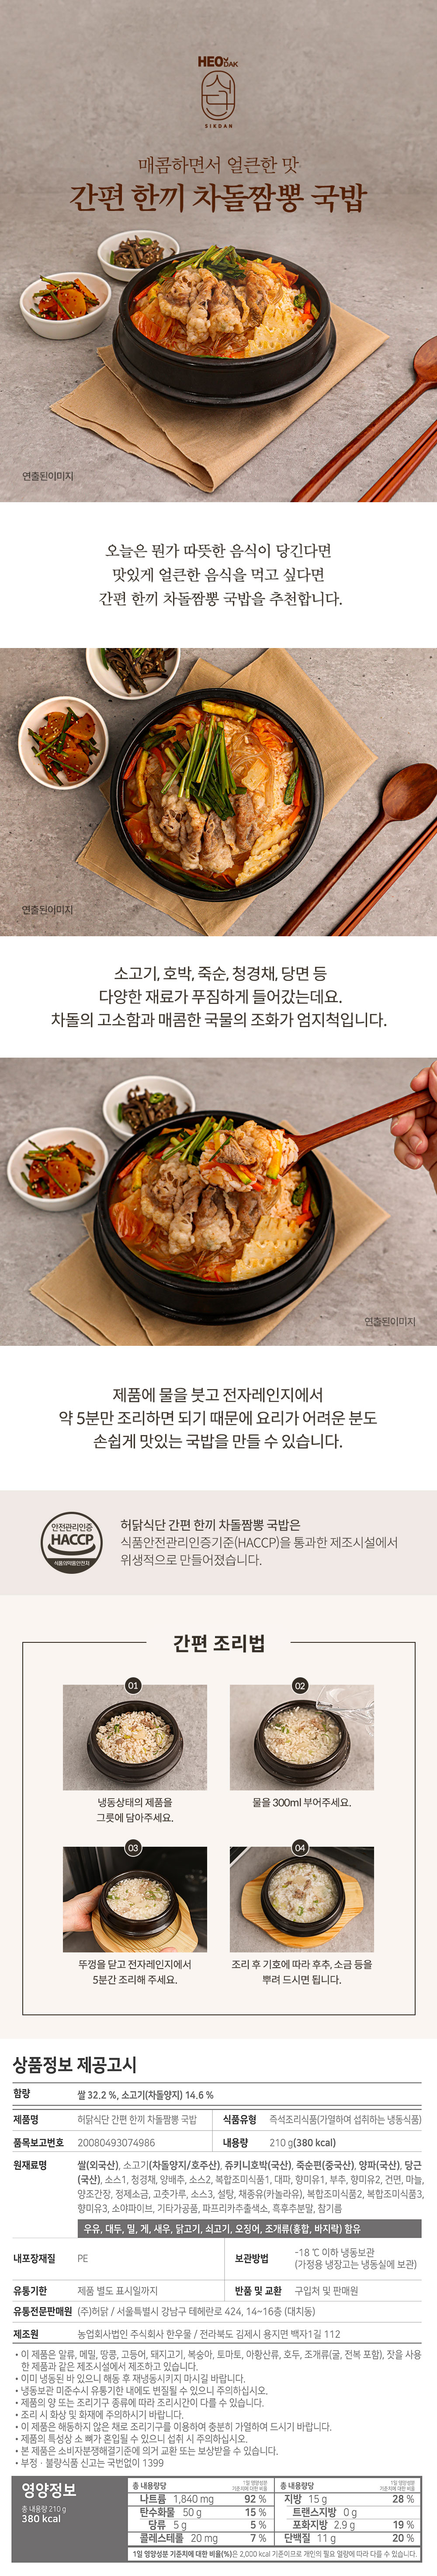 HEO닭
DAK
식단
SIKDAN
매콤하면서 얼큰한 맛
간편 한끼 차돌짬뽕 국밥
연출된이미지
오늘은 뭔가 따뜻한 음식이 당긴다면
맛있게 얼큰한 음식을 먹고 싶다면
간편 한끼 차돌짬뽕 국밥을 추천합니다.
연출된이미지
소고기, 호박, 죽순, 청경채, 당면 등
다양한 재료가 푸짐하게 들어갔는데요.
차돌의 고소함과 매콤한 국물의 조화가 엄지척입니다.
연출된이미지
제품에 물을 붓고 전자레인지에서
약 5분만 조리하면 되기 때문에 요리가 어려운 분도
손쉽게 맛있는 국밥을 만들 수 있습니다.
안전관리인증
HACCP
식품의약품안전처
허닭식단 간편 한끼 차돌짬뽕 국밥은
식품안전관리인증기준(HACCP)을 통과한 제조시설에서
위생적으로 만들어졌습니다.
간편 조리법
01
냉동상태의 제품을
그릇에 담아주세요.
02
물을 300ml 부어주세요.
03
뚜껑을 닫고 전자레인지에서
5분간 조리해 주세요.
04
조리 후 기호에 따라 후추, 소금 등을
뿌려 드시면 됩니다.
상품정보 제공고시
함량 쌀 32.2 %, 소고기(차돌양지) 14.6 %
제품명 허닭식단 간편 한끼 차돌짬뽕 국밥 식품유형 즉석조리식품(가열하여 섭취하는 냉동식품)
품목보고번호 20080493074986 내용량 210 g(380 kcal)
원재료명 쌀(외국산), 소고기(차돌양지/호주산), 쥬키니호박(국산), 죽순편(중국산), 양파(국산), 당근
(국산), 소스1, 청경채, 양배추, 소스2, 복합조미식품1, 대파, 향미유1, 부추, 향미유2, 건면, 마늘,
양조간장, 정제소금, 고춧가루, 소스3, 설탕, 채종유(카놀라유), 복합조미식품2, 복합조미식품3,
향미유3, 소야파이브, 기타가공품, 파프리카추출색소, 흑후추분말, 참기름
우유, 대두, 밀, 게, 새우, 닭고기, 쇠고기, 오징어, 조개류(홍합, 바지락) 함유
내포장재질 PE 보관방법 -18 ℃ 이하 냉동보관
(가정용 냉장고는 냉동실에 보관)
유통기한 제품 별도 표시일까지 반품 및 교환 구입처 및 판매원
유통전문판매원 (주)허닭 / 서울특별시 강남구 테헤란로 424, 14~16층 (대치동)
제조원 농업회사법인 주식회사 한우물 / 전라북도 김제시 용지면 백자1길 112
• 이 제품은 알류, 메밀, 땅콩, 고등어, 돼지고기, 복숭아, 토마토, 아황산류, 호두, 조개류(굴, 전복 포함), 잣을 사용
한 제품과 같은 제조시설에서 제조하고 있습니다.
• 이미 냉동된 바 있으니 해동 후 재냉동시키지 마시길 바랍니다.
• 냉동보관 미준수시 유통기한 내에도 변질될 수 있으니 주의하십시오.
• 제품의 양 또는 조리기구 종류에 따라 조리시간이 다를 수 있습니다.
• 조리 시 화상 및 화재에 주의하시기 바랍니다.
• 이 제품은 해동하지 않은 채로 조리기구를 이용하여 충분히 가열하여 드시기 바랍니다.
• 제품의 특성상 소 뼈가 혼입될 수 있으니 섭취 시 주의하십시오.
• 본 제품은 소비자분쟁해결기준에 의거 교환 또는 보상받을 수 있습니다.
• 부정 · 불량식품 신고는 국번없이 1399
영양정보
총 내용량 210 g
380 kcal
총 내용량당 1일 영양성분 기준치에 대한 비율 총 내용량당 1일 영양성분 기준치에 대한 비율
나트륨 1,840 mg 92 % 지방 15 g 28 %
탄수화물 50 g 15 % 트랜스지방 0 g
당류 5 g 5 % 포화지방 2.9 g 19 %
콜레스테롤 20 mg 7 % 단백질 11 g 20 %
1일 영양성분 기준치에 대한 비율(%)은 2,000 kcal 기준이므로 개인의 필요 열량에 따라 다를 수 있습니다.